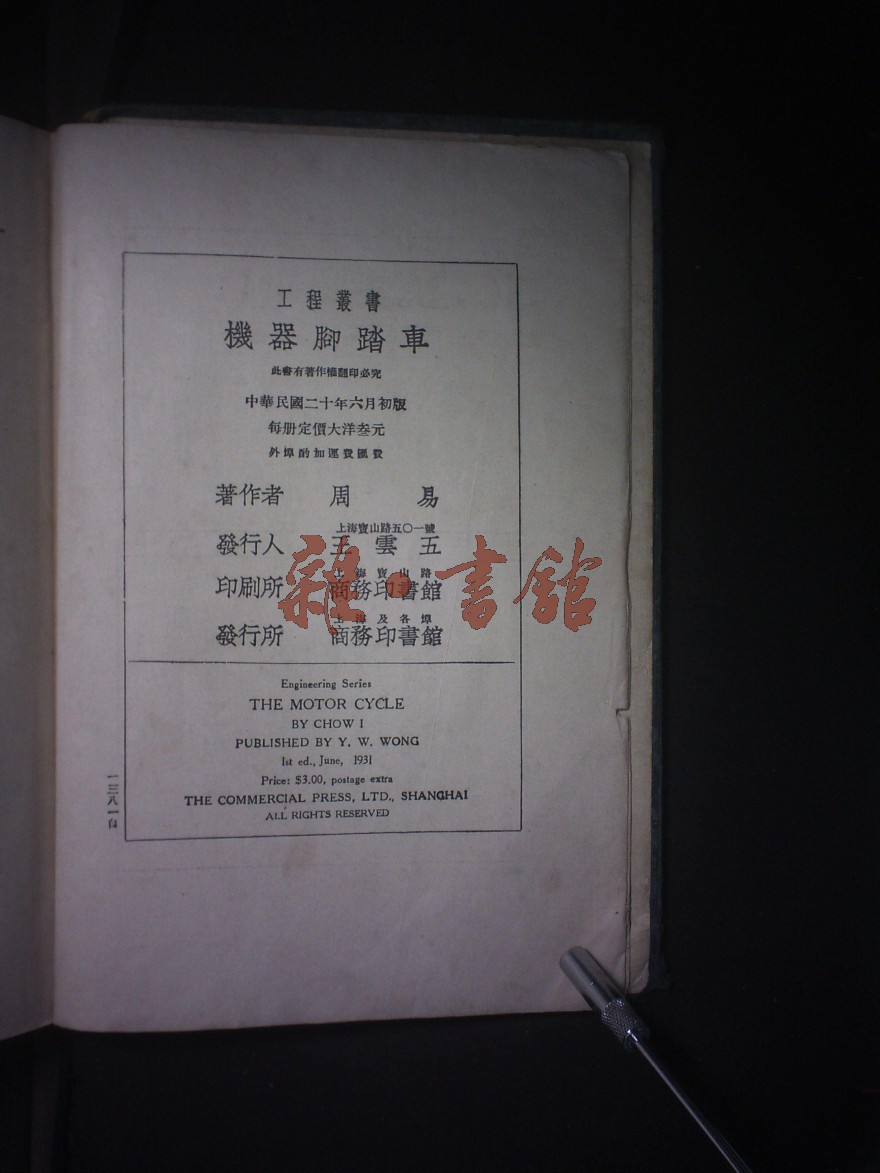 工程叢書
機器腳踏車
此書有著作權翻印必究
中華民國二十年六月初版
每册定價大洋叁元
外埠酌加運費匯費
著作者 周易
上海寶山路五〇一號
發行人 王雲五
上海寶山路
印刷所 商務印書館
上海及各埠
發行所 商務印書館
雜·書館
Engineering Series
THE MOTOR CYCLE
BY CHOW I
PUBLISHED BY Y. W. WONG
1st ed., June, 1931
Price: $3.00, postage extra
THE COMMERCIAL PRESS, LTD., SHANGHAI
ALL RIGHTS RESERVED
一三八一